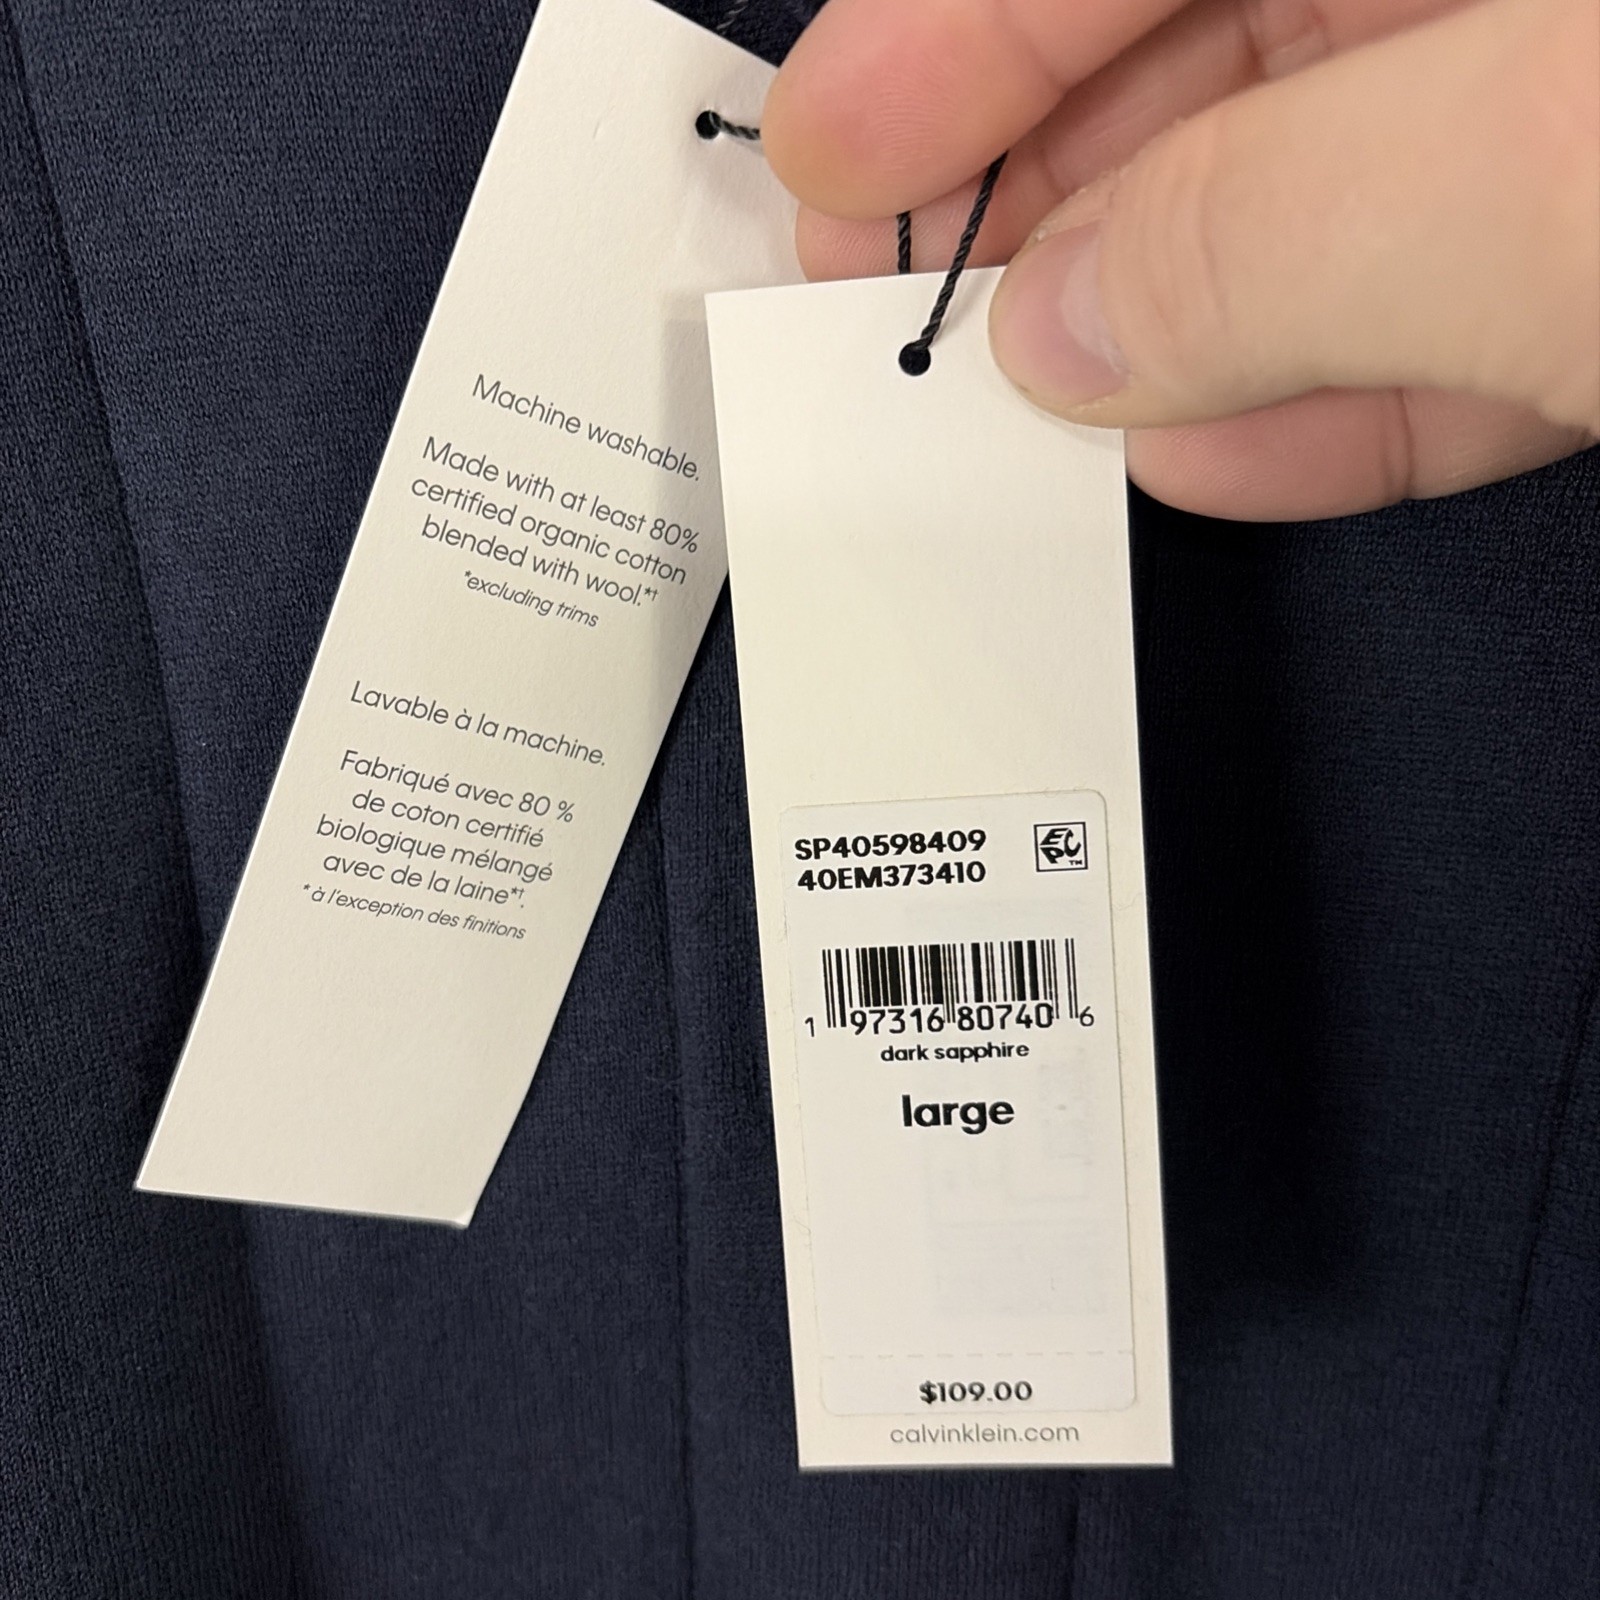 Machine washable.
Made with at least 80%
certified organic cotton
blended with wool.*†
*excluding trims
Lavable à la machine.
Fabriqué avec 80 %
de coton certifié
biologique mélangé
avec de la laine*†.
*à l'exception des finitions
SP40598409
40EM373410
EPC™
1 97316 80740 6
dark sapphire
large
$109.00
calvinklein.com